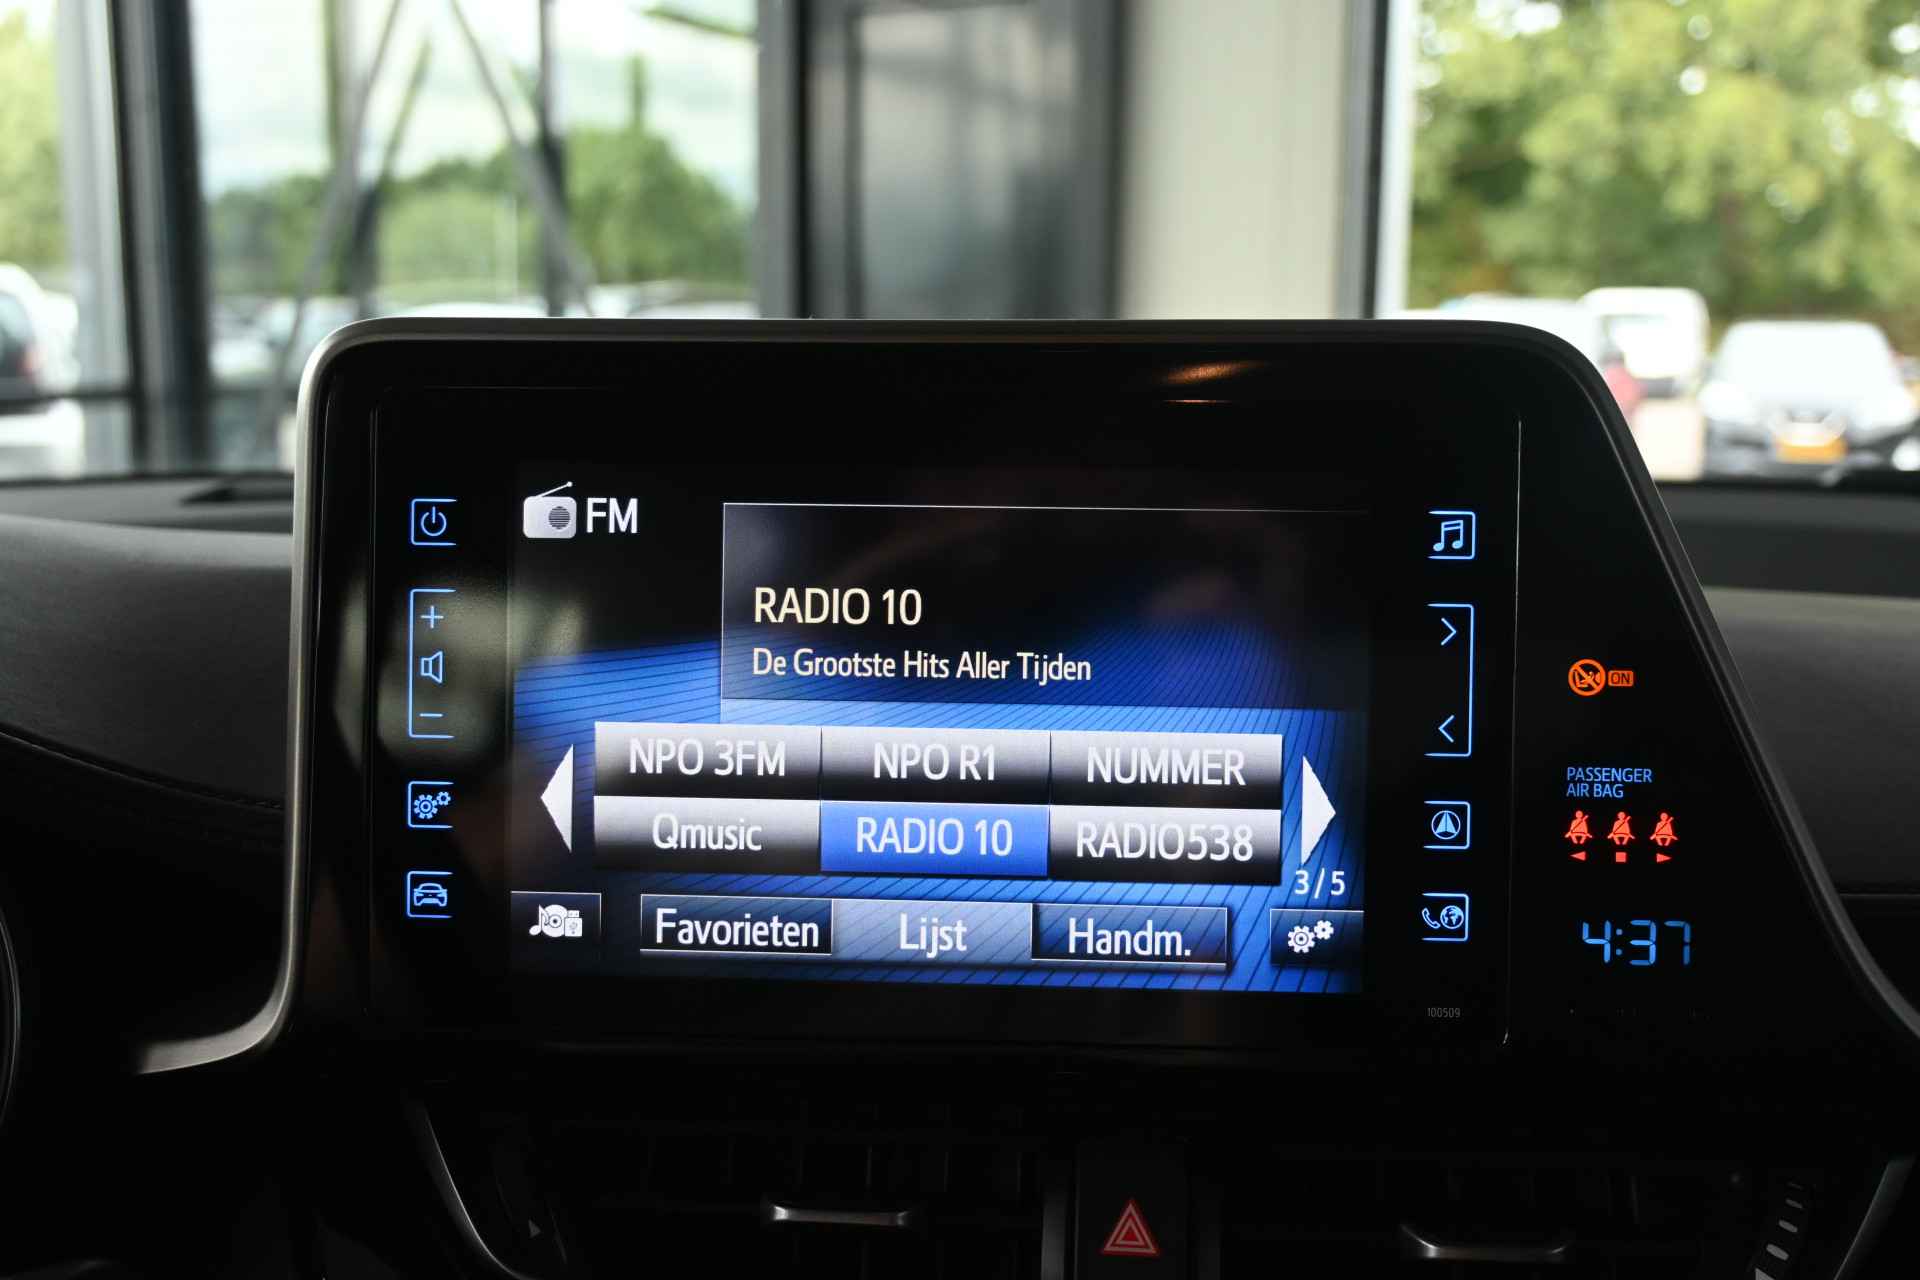 FM
RADIO 10
De Grootste Hits Aller Tijden
NPO 3FM NPO R1 NUMMER
Qmusic RADIO 10 RADIO538
3/5
Favorieten Lijst Handm.
ON
PASSENGER
AIR BAG
4:37
100509